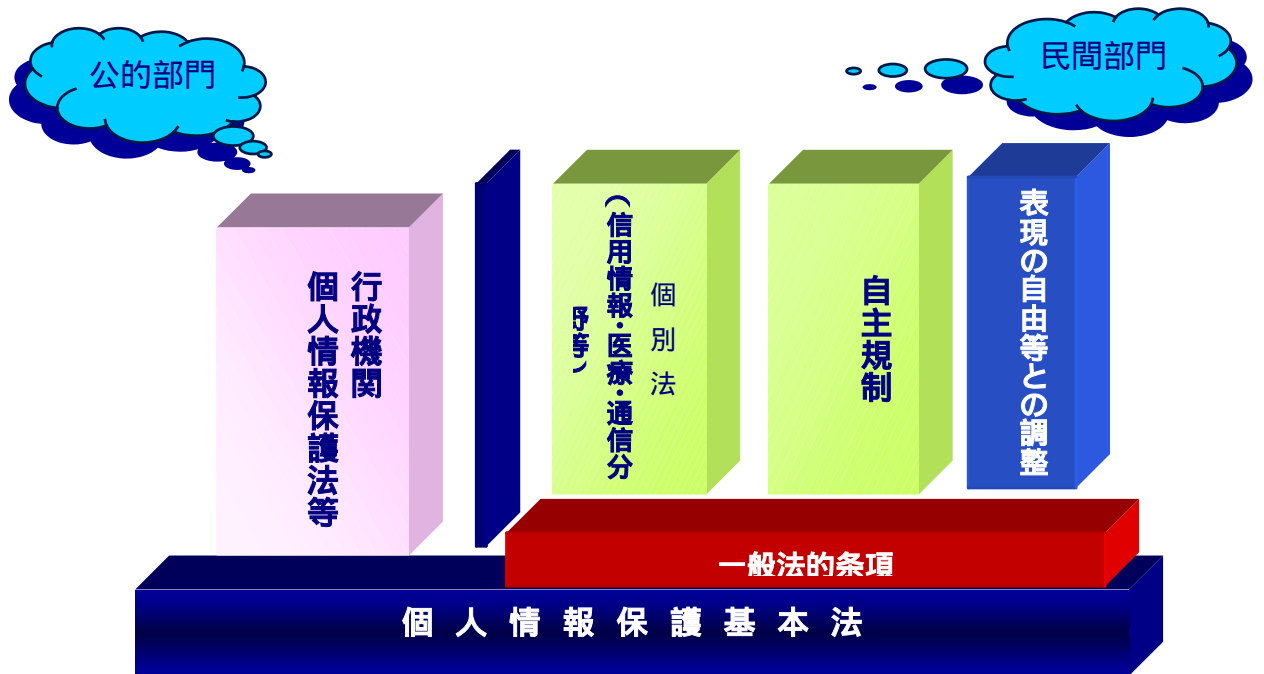 公的部門
民間部門
行政機関
個人情報保護法等
個別法
（信用情報・医療・通信分
野等）
自主規制
表現の自由等との調整
一般法的条項
個人情報保護基本法